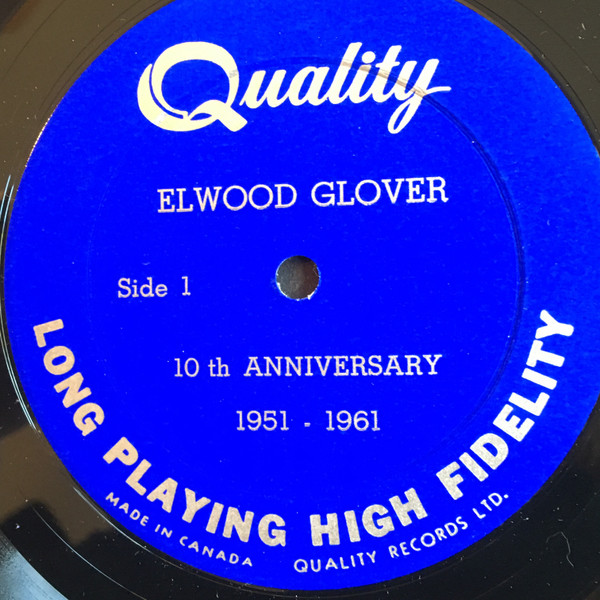 Quality
ELWOOD GLOVER
Side 1
10 th ANNIVERSARY
1951 - 1961
LONG PLAYING HIGH FIDELITY
MADE IN CANADA QUALITY RECORDS LTD.